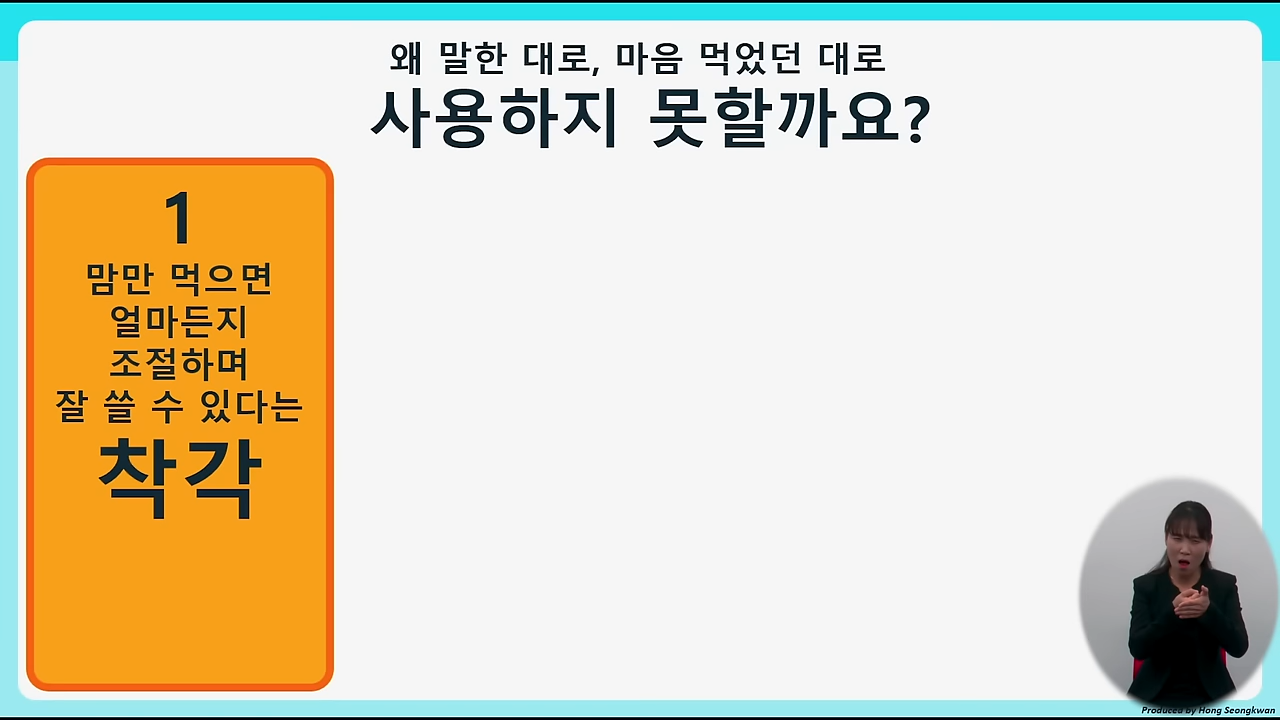 왜 말한 대로, 마음 먹었던 대로
사용하지 못할까요?
1
맘만 먹으면
얼마든지
조절하며
잘 쓸 수 있다는
착각
Produced by Hong Seongkwan